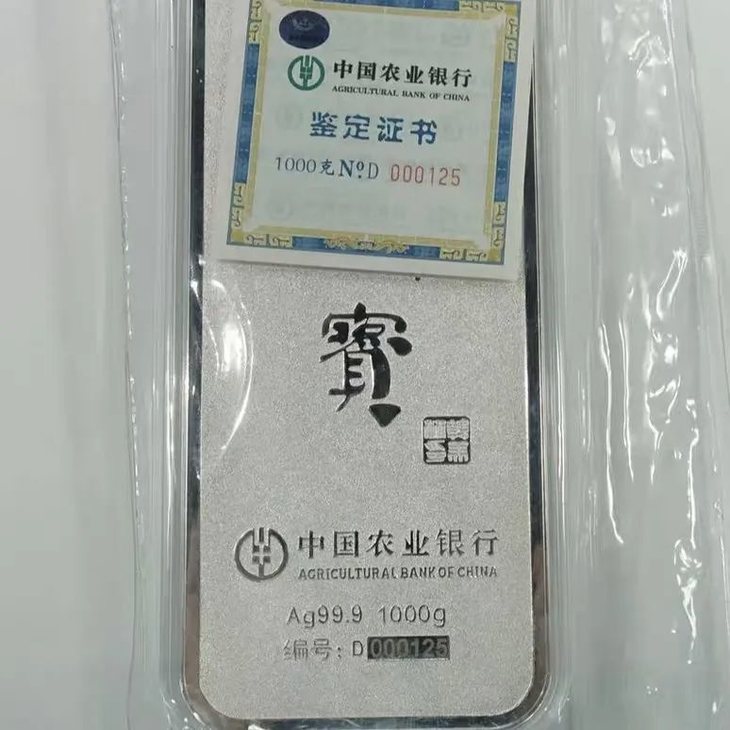 中国农业银行
AGRICULTURAL BANK OF CHINA
鉴定证书
1000克 NºD 000125
寳
中国农业银行
AGRICULTURAL BANK OF CHINA
Ag99.9 1000g
编号: D000125